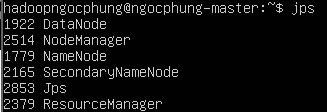 hadoopngocphung@ngocphung-master:~$ jps
1922 DataNode
2514 NodeManager
1779 NameNode
2165 SecondaryNameNode
2853 Jps
2379 ResourceManager